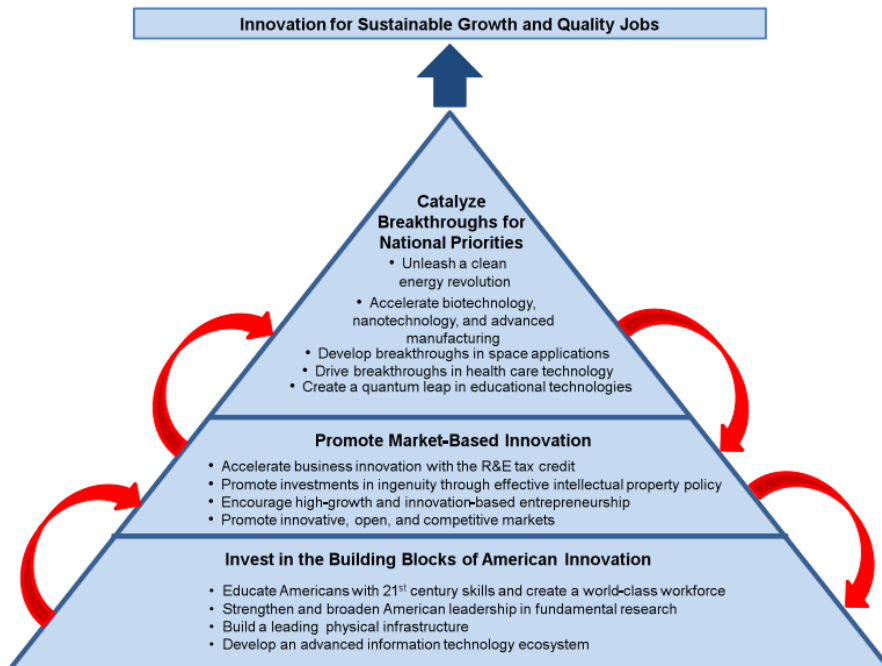 Innovation for Sustainable Growth and Quality Jobs
Catalyze
Breakthroughs for
National Priorities
• Unleash a clean
energy revolution
• Accelerate biotechnology,
nanotechnology, and advanced
manufacturing
• Develop breakthroughs in space applications
• Drive breakthroughs in health care technology
• Create a quantum leap in educational technologies
Promote Market-Based Innovation
• Accelerate business innovation with the R&E tax credit
• Promote investments in ingenuity through effective intellectual property policy
• Encourage high-growth and innovation-based entrepreneurship
• Promote innovative, open, and competitive markets
Invest in the Building Blocks of American Innovation
• Educate Americans with 21st century skills and create a world-class workforce
• Strengthen and broaden American leadership in fundamental research
• Build a leading physical infrastructure
• Develop an advanced information technology ecosystem